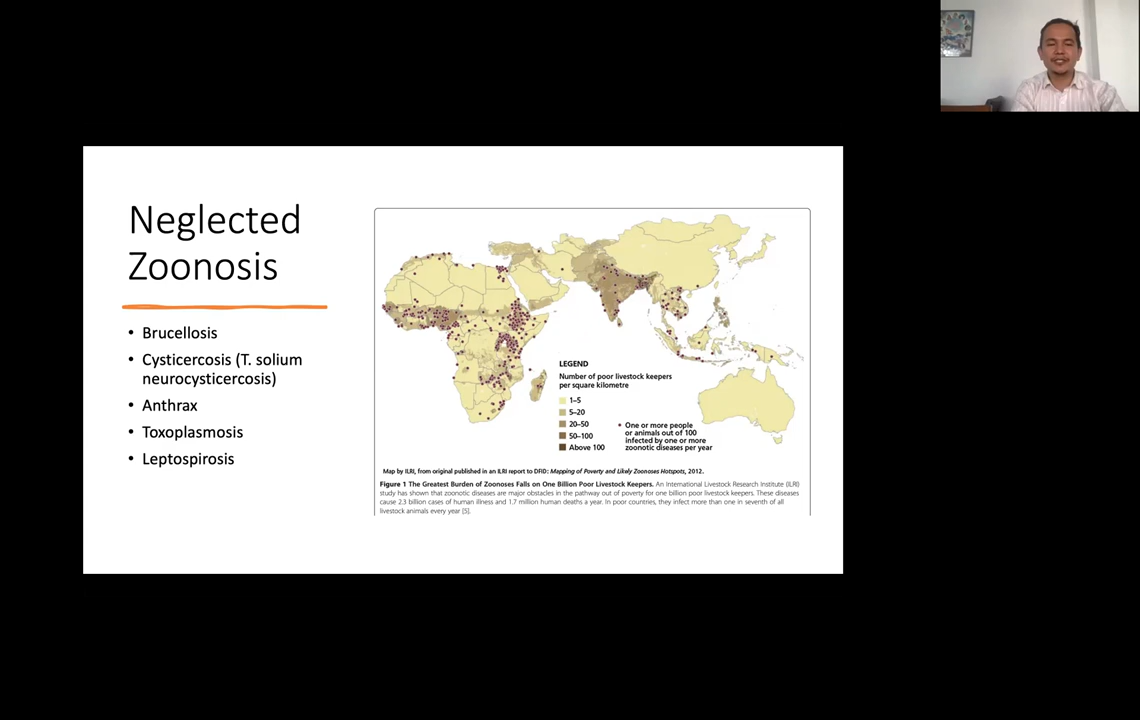 Neglected
Zoonosis
• Brucellosis
• Cysticercosis (T. solium
neurocysticercosis)
• Anthrax
• Toxoplasmosis
• Leptospirosis
LEGEND
Number of poor livestock keepers
per square kilometre
1–5
5–20
20–50
50–100
Above 100
One or more people
or animals out of 100
infected by one or more
zoonotic diseases per year
Map by ILRI, from original published in an ILRI report to DFID: Mapping of Poverty and Likely Zoonoses Hotspots, 2012.
Figure 1 The Greatest Burden of Zoonoses Falls on One Billion Poor Livestock Keepers. An International Livestock Research Institute (ILRI)
study has shown that zoonotic diseases are major obstacles in the pathway out of poverty for one billion poor livestock keepers. These diseases
cause 2.3 billion cases of human illness and 1.7 million human deaths a year. In poor countries, they infect more than one in seventh of all
livestock animals every year [5].